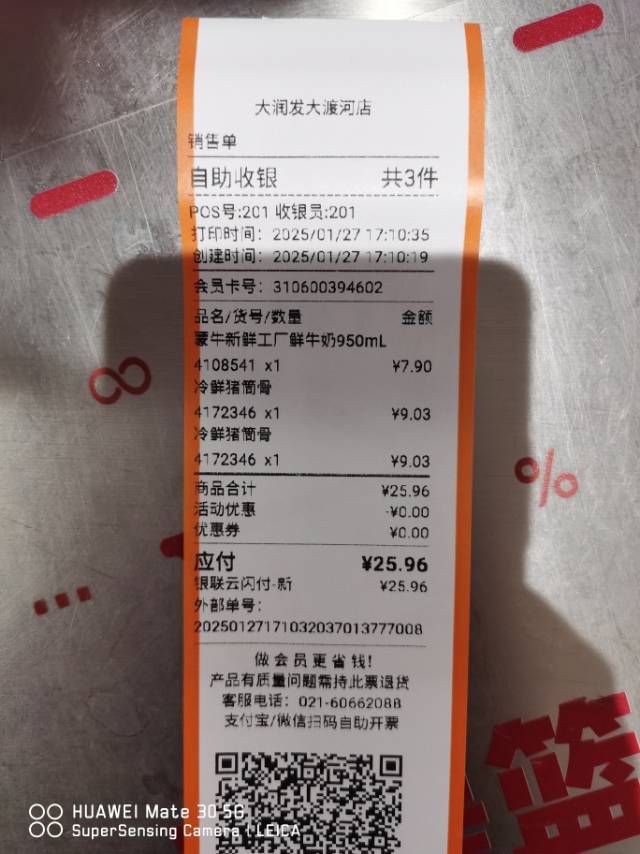 大润发大渡河店
销售单
自助收银 共3件
POS号:201 收银员:201
打印时间: 2025/01/27 17:10:35
创建时间: 2025/01/27 17:10:19
会员卡号: 310600394602
品名/货号/数量 金额
蒙牛新鲜工厂鲜牛奶950mL
4108541 x1 ¥7.90
冷鲜猪筒骨
4172346 x1 ¥9.03
冷鲜猪筒骨
4172346 x1 ¥9.03
商品合计 ¥25.96
活动优惠 -¥0.00
优惠券 ¥0.00
应付 ¥25.96
银联云闪付-新 ¥25.96
外部单号:
20250127171032037013777008
做会员更省钱!
产品有质量问题需持此票退货
客服电话: 021-60662088
支付宝/微信扫码自助开票
篮
HUAWEI Mate 30 5G
SuperSensing Camera | LEICA